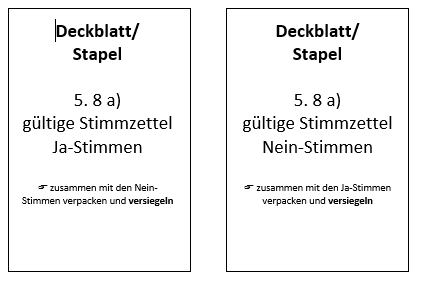 Deckblatt/
Stapel
5. 8 a)
gültige Stimmzettel
Ja-Stimmen
☞ zusammen mit den Nein-
Stimmen verpacken und versiegeln
Deckblatt/
Stapel
5. 8 a)
gültige Stimmzettel
Nein-Stimmen
☞ zusammen mit den Ja-Stimmen
verpacken und versiegeln